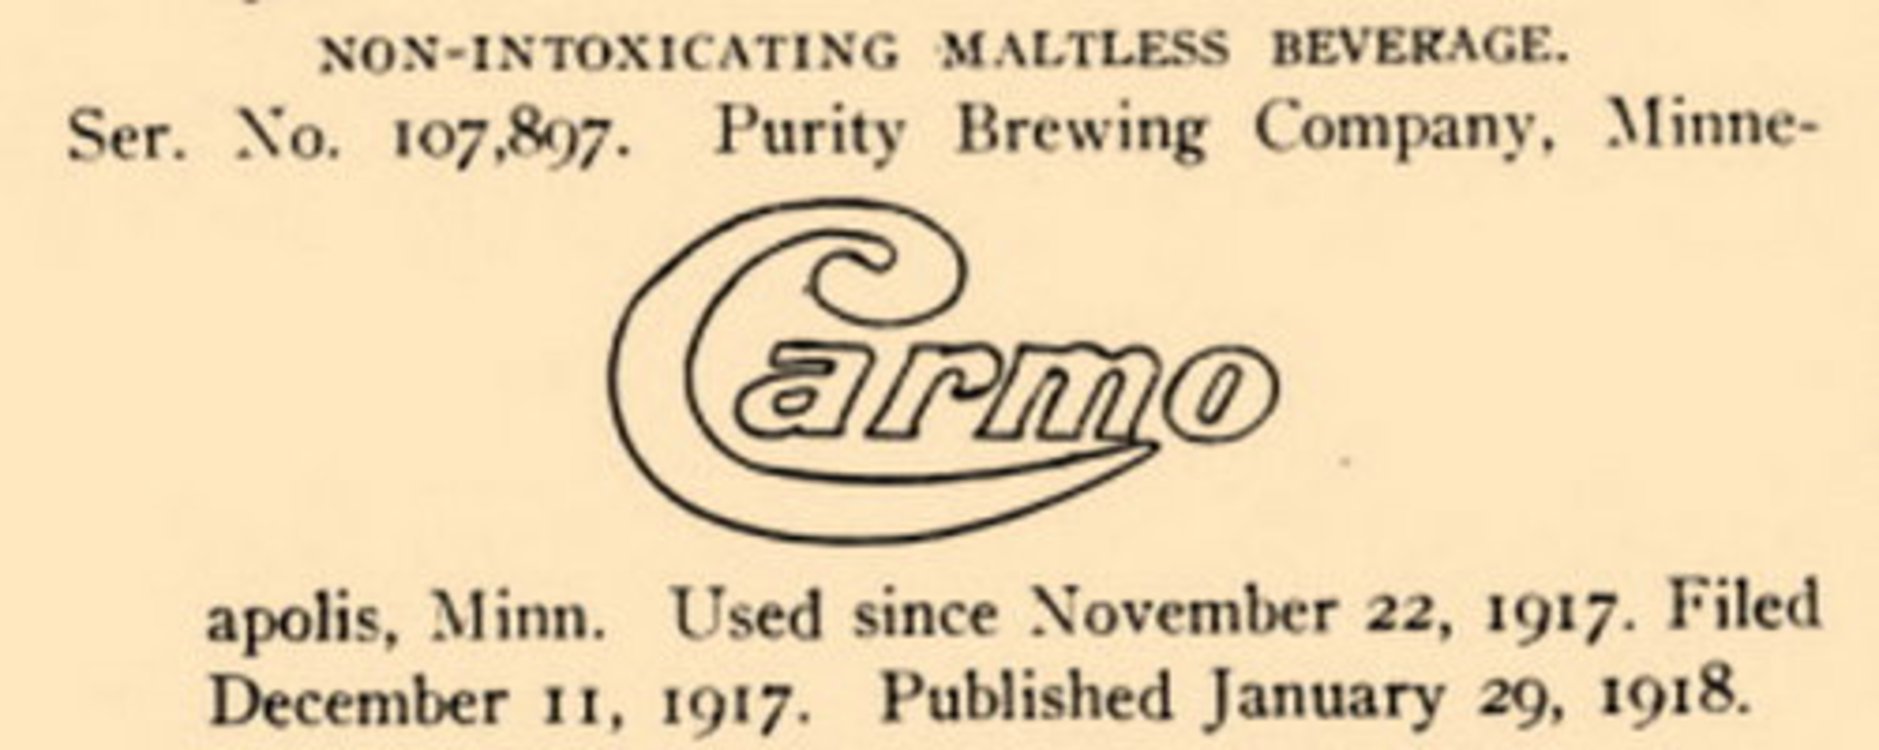 NON-INTOXICATING MALTLESS BEVERAGE.
Ser. No. 107,897. Purity Brewing Company, Minne-
Carmo
apolis, Minn. Used since November 22, 1917. Filed
December 11, 1917. Published January 29, 1918.